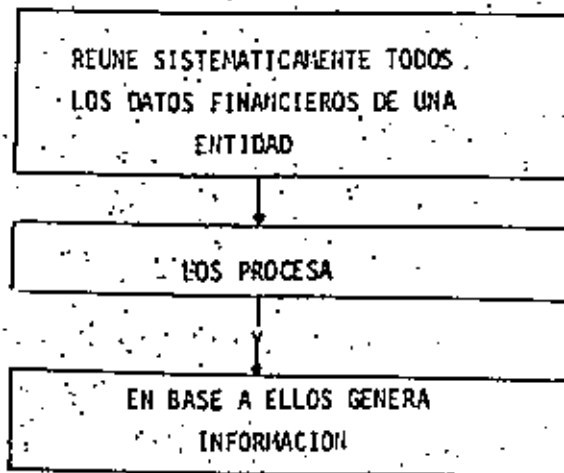 REUNE SISTEMATICAMENTE TODOS
LOS DATOS FINANCIEROS DE UNA
ENTIDAD
LOS PROCESA
Y
EN BASE A ELLOS GENERA
INFORMACION